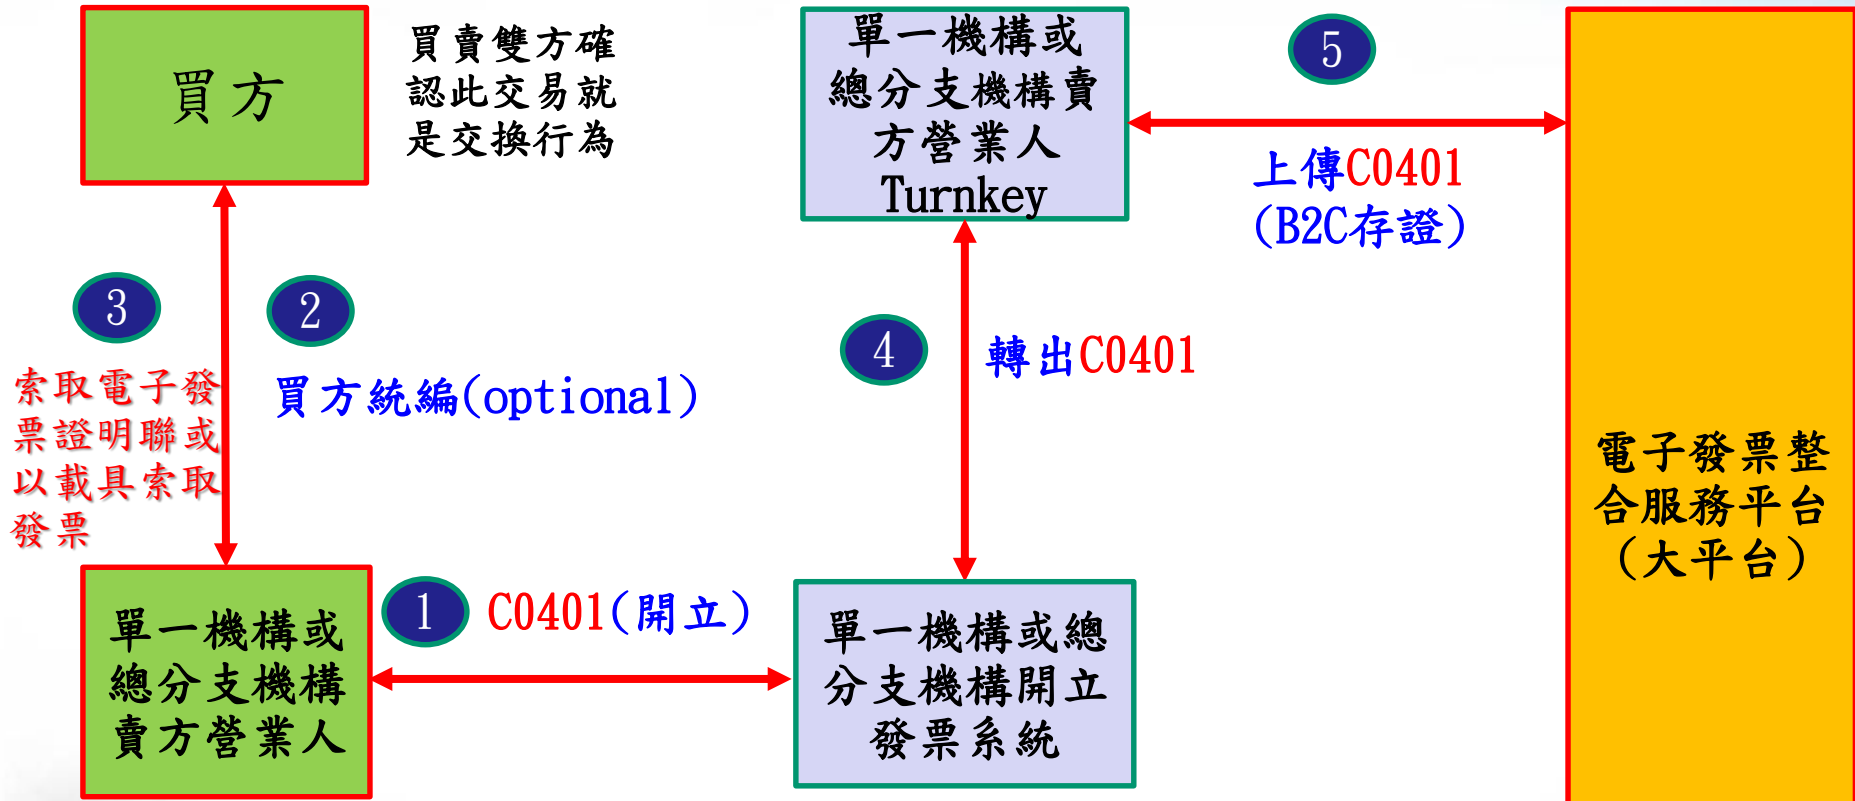 買方
買賣雙方確
認此交易就
是交換行為
單一機構或
總分支機構賣
方營業人
Turnkey
5
上傳C0401
(B2C存證)
3
2
索取電子發
票證明聯或
以載具索取
發票
買方統編(optional)
4
轉出C0401
電子發票整
合服務平台
(大平台)
單一機構或
總分支機構
賣方營業人
1
C0401(開立)
單一機構或總
分支機構開立
發票系統